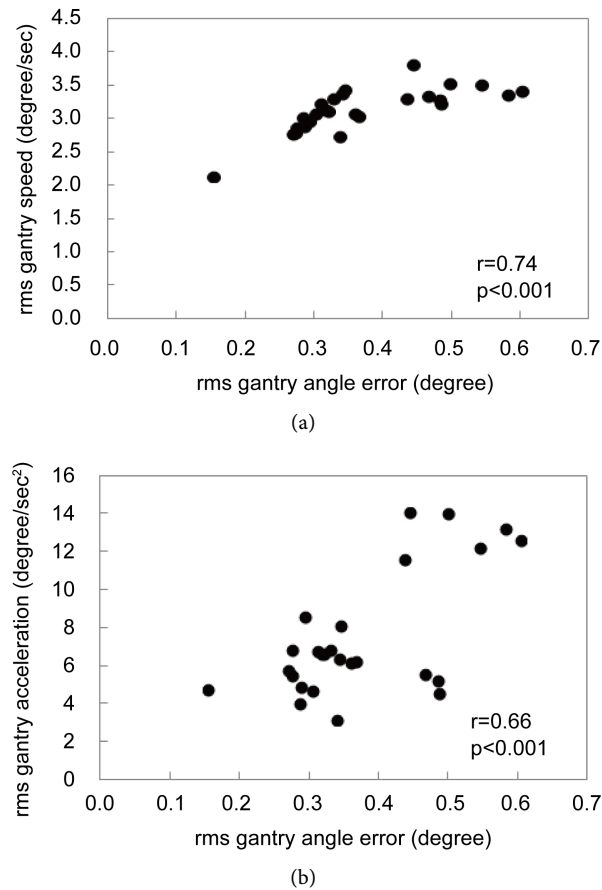 4.5
4.0
3.5
3.0
2.5
2.0
1.5
1.0
0.5
0.0
rms gantry speed (degree/sec)
r=0.74
p<0.001
0.0 0.1 0.2 0.3 0.4 0.5 0.6 0.7
rms gantry angle error (degree)
(a)
16
14
12
10
8
6
4
2
0
rms gantry acceleration (degree/sec²)
r=0.66
p<0.001
0.0 0.1 0.2 0.3 0.4 0.5 0.6 0.7
rms gantry angle error (degree)
(b)